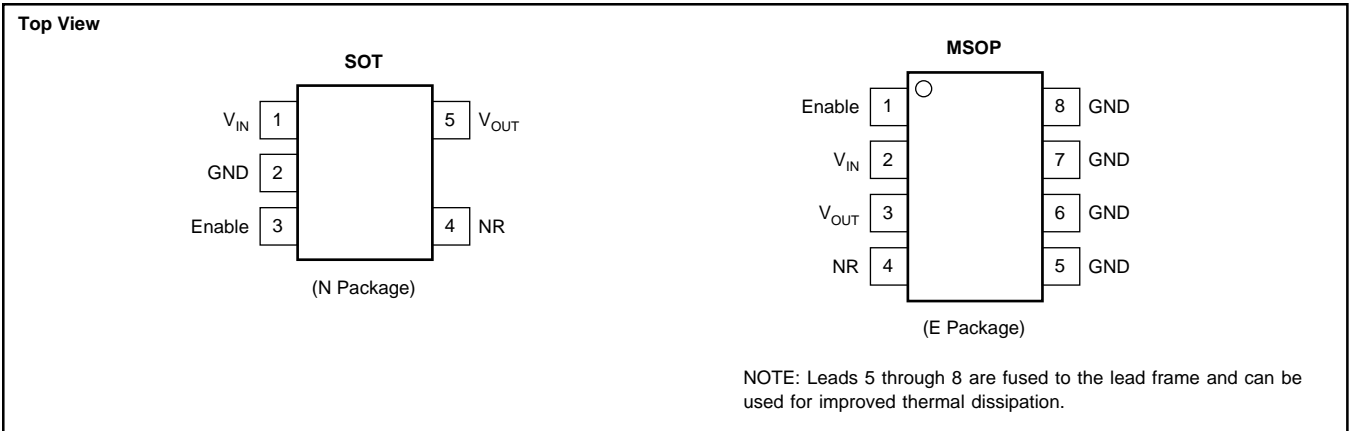 Top View
SOT
V_IN 1
5 V_OUT
GND 2
Enable 3
4 NR
(N Package)
MSOP
Enable 1
8 GND
V_IN 2
7 GND
V_OUT 3
6 GND
NR 4
5 GND
(E Package)
NOTE: Leads 5 through 8 are fused to the lead frame and can be
used for improved thermal dissipation.